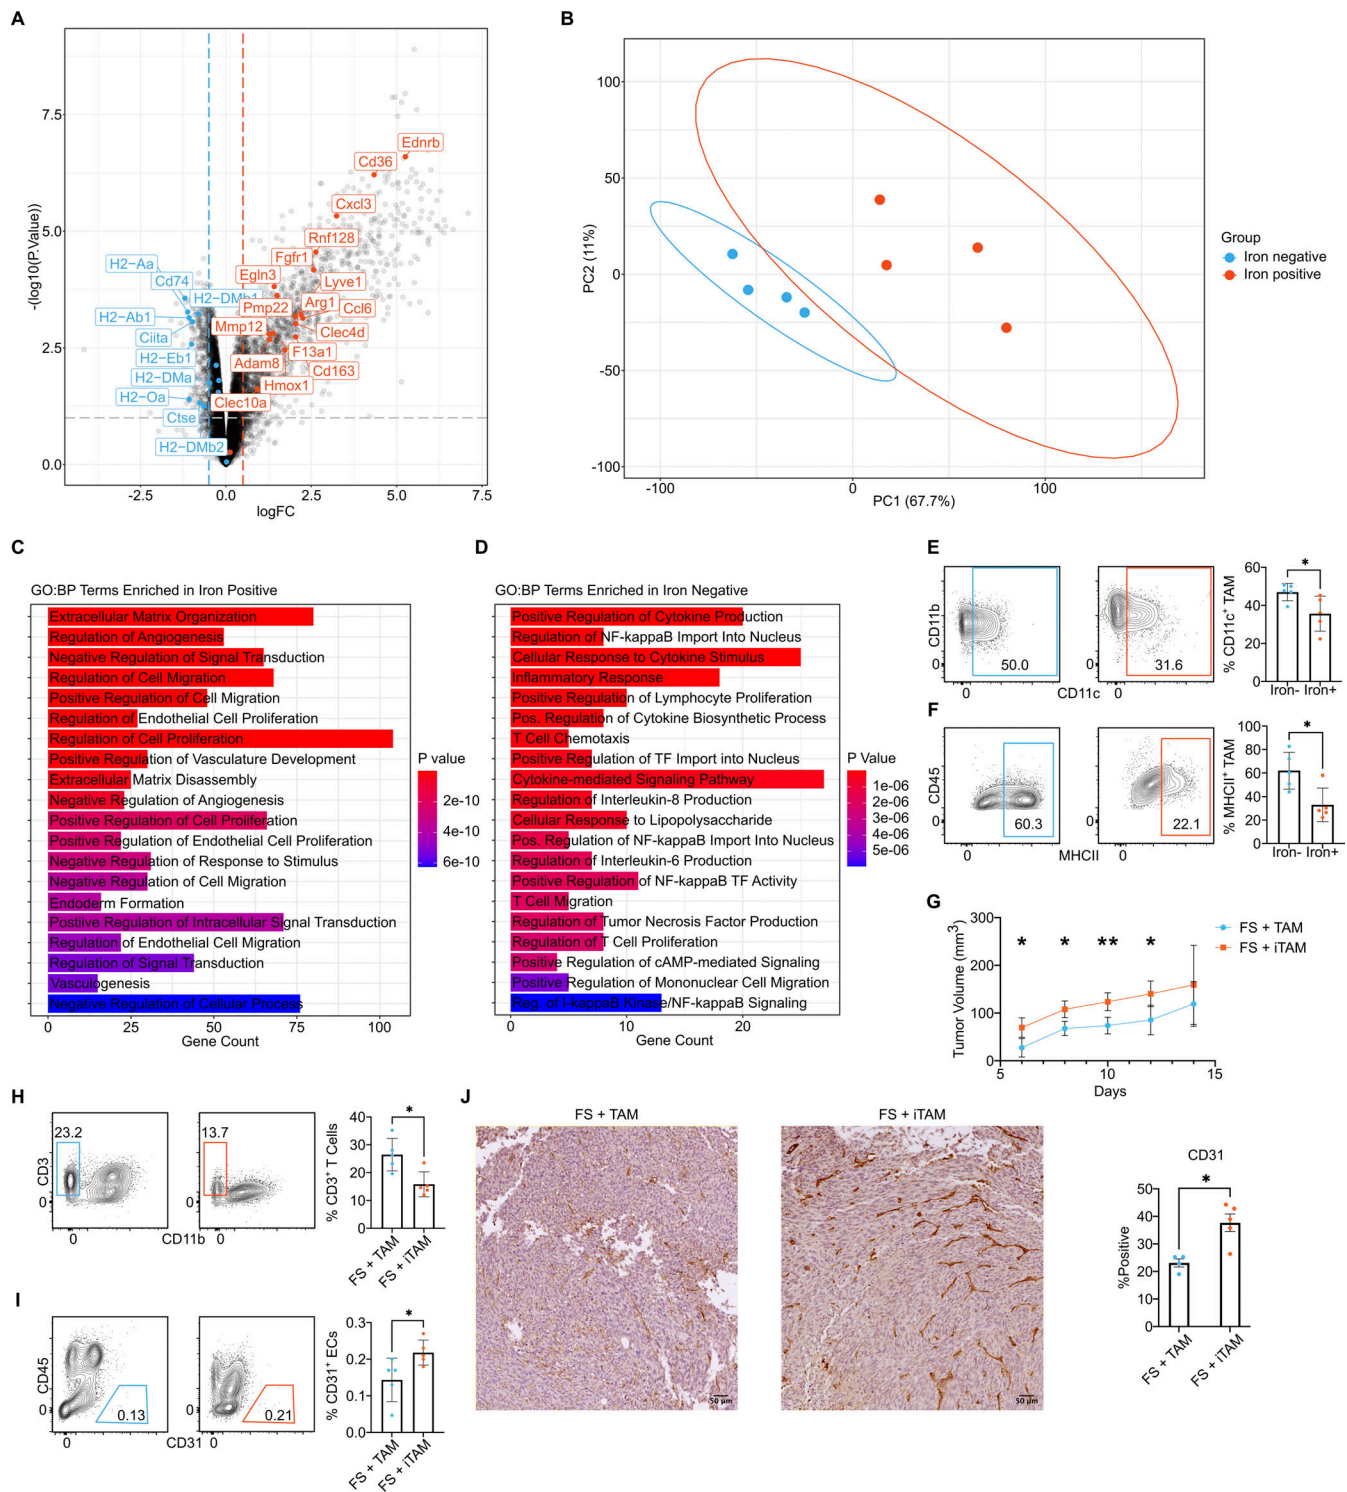 A
-(log10(P.Value))
7.5
5.0
2.5
0.0
Ednrb
Cd36
Cxcl3
Rnf128
Fgfr1
Egln3
Lyve1
H2-Aa
Cd74
H2-DMb1
Pmp22
Arg1
Ccl6
H2-Ab1
Mmp12
Clec4d
Ciita
F13a1
H2-Eb1
Adam8
Cd163
H2-DMa
Hmox1
H2-Oa
Clec10a
Ctse
H2-DMb2
-2.5
0.0
2.5
5.0
7.5
logFC
B
PC2 (11%)
100
50
0
-50
-100
-100
0
100
PC1 (67.7%)
Group
Iron negative
Iron positive
C
GO:BP Terms Enriched in Iron Positive
Extracellular Matrix Organization
Regulation of Angiogenesis
Negative Regulation of Signal Transduction
Regulation of Cell Migration
Positive Regulation of Cell Migration
Regulation of Endothelial Cell Proliferation
Regulation of Cell Proliferation
Positive Regulation of Vasculature Development
Extracellular Matrix Disassembly
Negative Regulation of Angiogenesis
Positive Regulation of Cell Proliferation
Positive Regulation of Endothelial Cell Proliferation
Negative Regulation of Response to Stimulus
Negative Regulation of Cell Migration
Endoderm Formation
Postiive Regulation of Intracellular Signal Transduction
Regulation of Endothelial Cell Migration
Regulation of Signal Transduction
Vasculogenesis
Negative Regulation of Cellular Process
0
25
50
75
100
Gene Count
P value
2e-10
4e-10
6e-10
D
GO:BP Terms Enriched in Iron Negative
Positive Regulation of Cytokine Production
Regulation of NF-kappaB Import Into Nucleus
Cellular Response to Cytokine Stimulus
Inflammatory Response
Positive Regulation of Lymphocyte Proliferation
Pos. Regulation of Cytokine Biosynthetic Process
T Cell Chemotaxis
Positive Regulation of TF Import into Nucleus
Cytokine-mediated Signaling Pathway
Regulation of Interleukin-8 Production
Cellular Response to Lipopolysaccharide
Pos. Regulation of NF-kappaB Import Into Nucleus
Regulation of Interleukin-6 Production
Positive Regulation of NF-kappaB TF Activity
T Cell Migration
Regulation of Tumor Necrosis Factor Production
Regulation of T Cell Proliferation
Positive Regulation of cAMP-mediated Signaling
Positive Regulation of Mononuclear Cell Migration
Reg. of I-kappaB Kinase/NF-kappaB Signaling
0
10
20
Gene Count
P Value
1e-06
2e-06
3e-06
4e-06
5e-06
E
CD11b
0
50.0
0
CD11c
0
31.6
0
% CD11c+ TAM
60
40
20
0
*
Iron- Iron+
F
CD45
0
60.3
0
MHCII
0
22.1
0
% MHCII+ TAM
100
80
60
40
20
0
*
Iron- Iron+
G
Tumor Volume (mm3)
300
200
100
0
* * ** *
5
10
15
Days
FS + TAM
FS + iTAM
H
CD3
23.2
0
0
CD11b
13.7
0
0
% CD3+ T Cells
40
30
20
10
0
*
FS + TAM
FS + iTAM
I
CD45
0
0.13
0
CD31
0
0.21
0
% CD31+ ECs
0.3
0.2
0.1
0.0
*
FS + TAM
FS + iTAM
J
FS + TAM
50 µm
FS + iTAM
50 µm
CD31
%Positive
50
40
30
20
10
0
*
FS + TAM
FS + iTAM